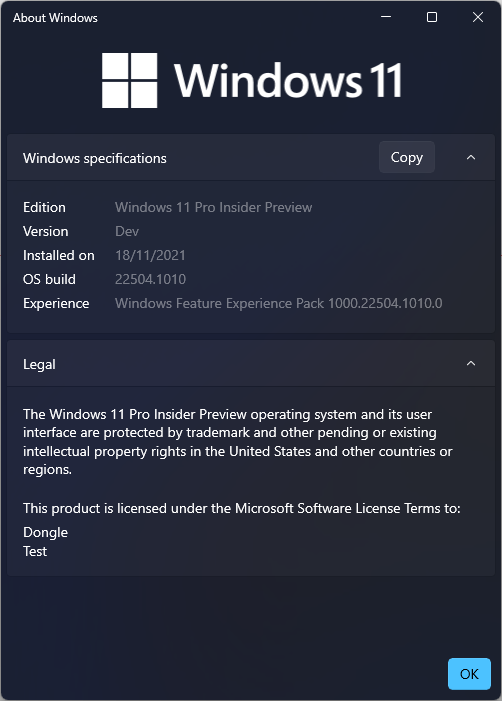 About Windows
Windows 11
Windows specifications
Copy
Edition Windows 11 Pro Insider Preview
Version Dev
Installed on 18/11/2021
OS build 22504.1010
Experience Windows Feature Experience Pack 1000.22504.1010.0
Legal
The Windows 11 Pro Insider Preview operating system and its user
interface are protected by trademark and other pending or existing
intellectual property rights in the United States and other countries or
regions.
This product is licensed under the Microsoft Software License Terms to:
Dongle
Test
OK